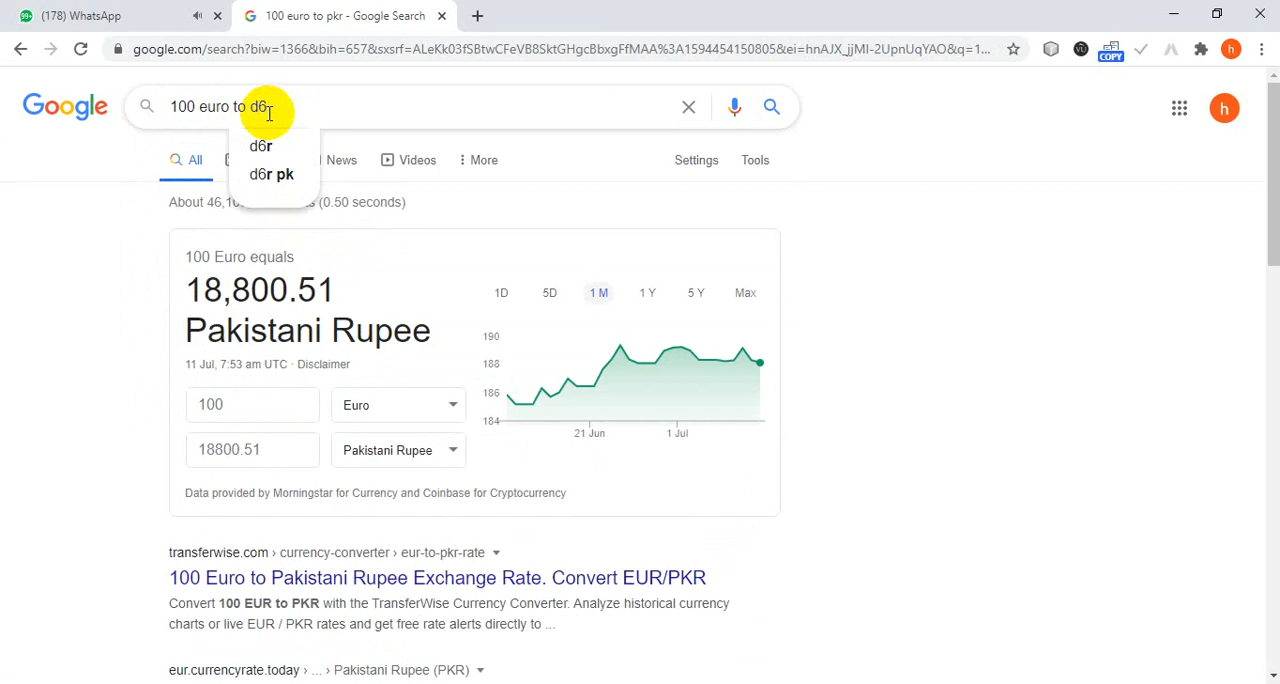 (178) WhatsApp
100 euro to pkr - Google Search
google.com/search?biw=1366&bih=657&sxsrf=ALeKk03fSBtwCFeVB8SktGHgcBbxgFfMAA%3A1594454150805&ei=hnAJX_jjMI-2UpnUqYAO&q=1...
COPY
h
Google
100 euro to d6
h
d6r
d6r pk
All
News
Videos
More
Settings
Tools
About 46,10
(0.50 seconds)
100 Euro equals
18,800.51
Pakistani Rupee
11 Jul, 7:53 am UTC · Disclaimer
100
Euro
18800.51
Pakistani Rupee
1D 5D 1M 1Y 5Y Max
190
188
186
184
21 Jun 1 Jul
Data provided by Morningstar for Currency and Coinbase for Cryptocurrency
transferwise.com › currency-converter › eur-to-pkr-rate
100 Euro to Pakistani Rupee Exchange Rate. Convert EUR/PKR
Convert 100 EUR to PKR with the TransferWise Currency Converter. Analyze historical currency
charts or live EUR / PKR rates and get free rate alerts directly to ...
eur.currencyrate.today › ... › Pakistani Rupee (PKR)